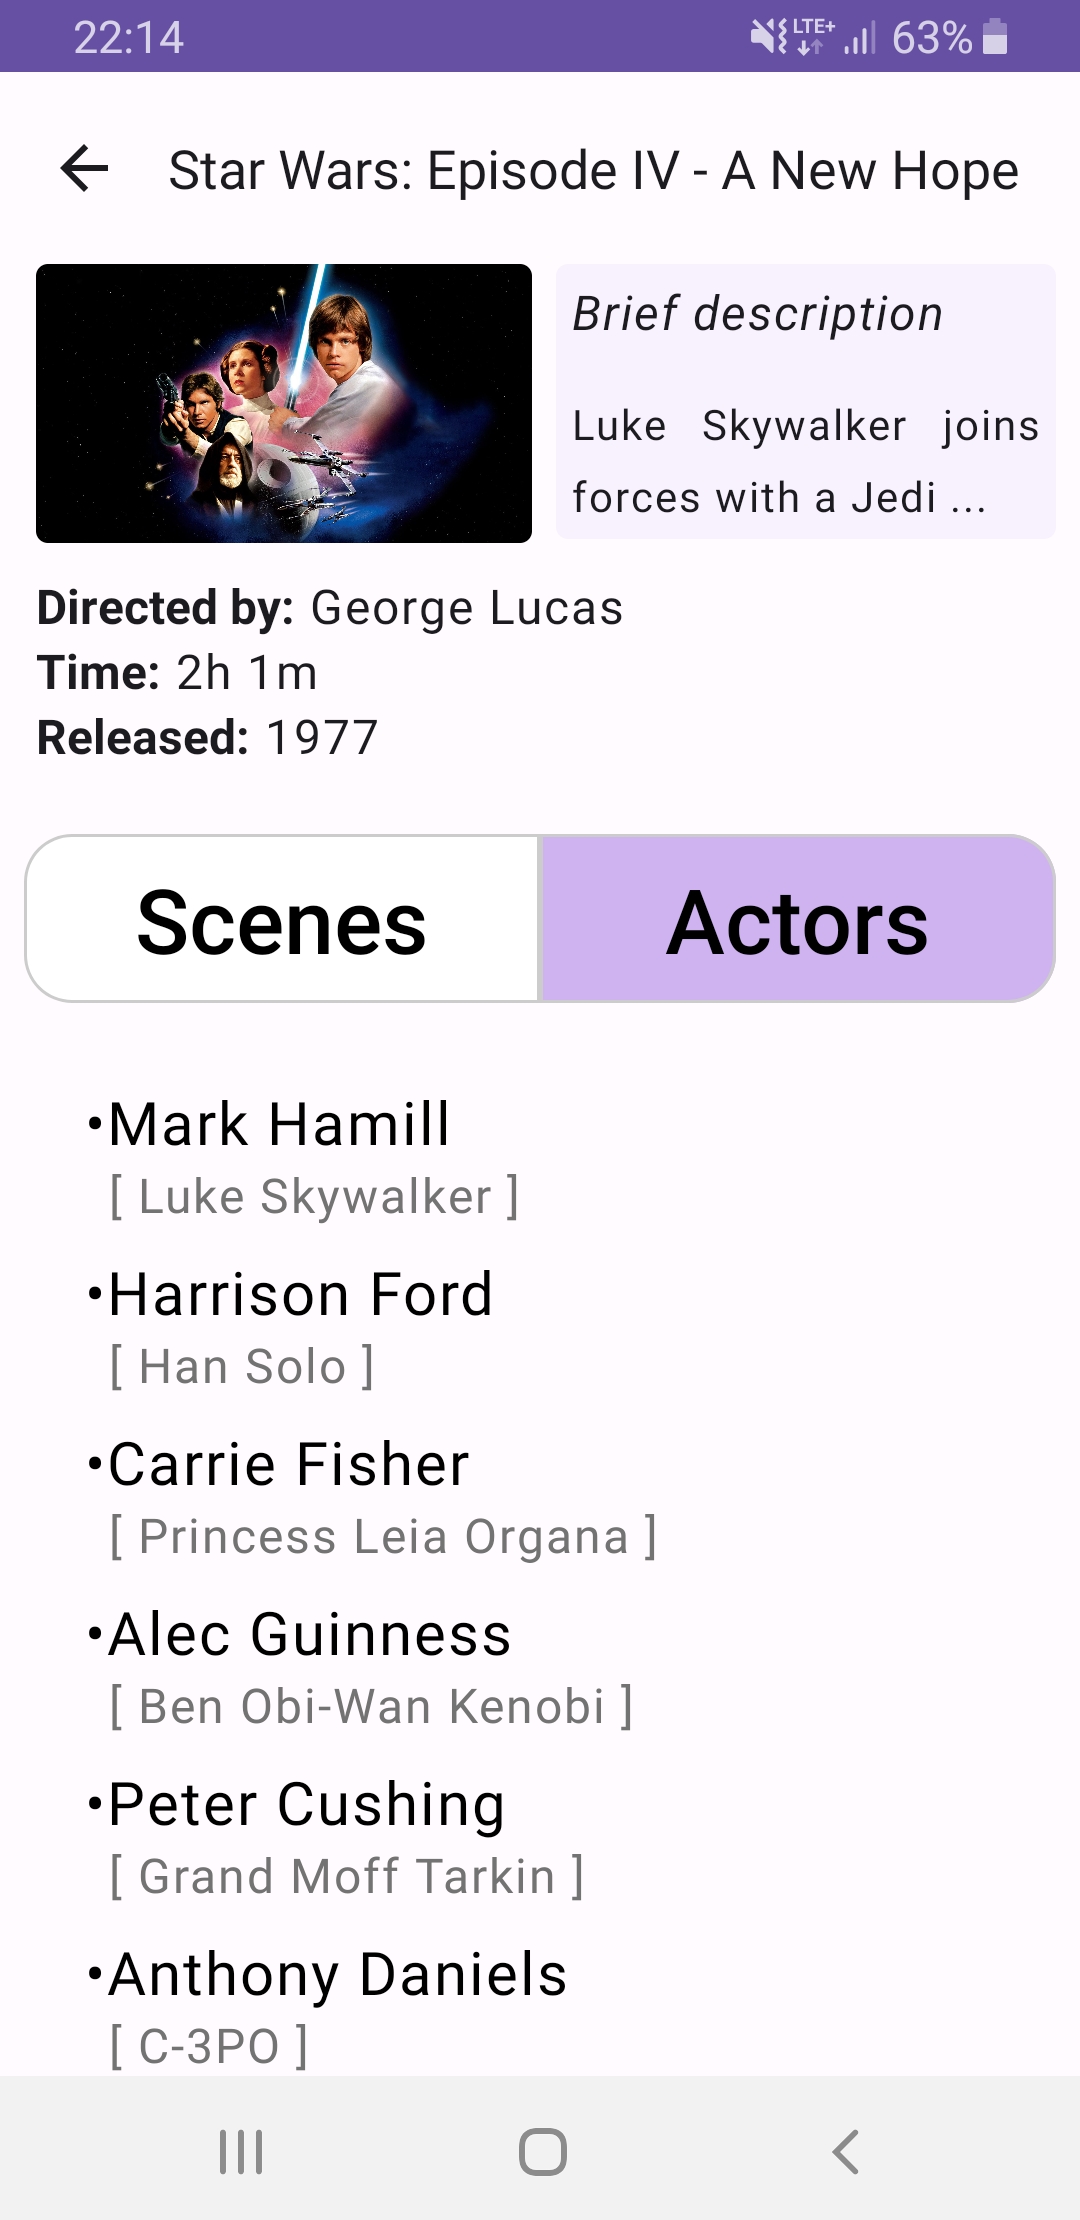 22:14
LTE+
63%
Star Wars: Episode IV - A New Hope
Brief description
Luke Skywalker joins
forces with a Jedi ...
Directed by: George Lucas
Time: 2h 1m
Released: 1977
Scenes
Actors
•Mark Hamill
[ Luke Skywalker ]
•Harrison Ford
[ Han Solo ]
•Carrie Fisher
[ Princess Leia Organa ]
•Alec Guinness
[ Ben Obi-Wan Kenobi ]
•Peter Cushing
[ Grand Moff Tarkin ]
•Anthony Daniels
[ C-3PO ]